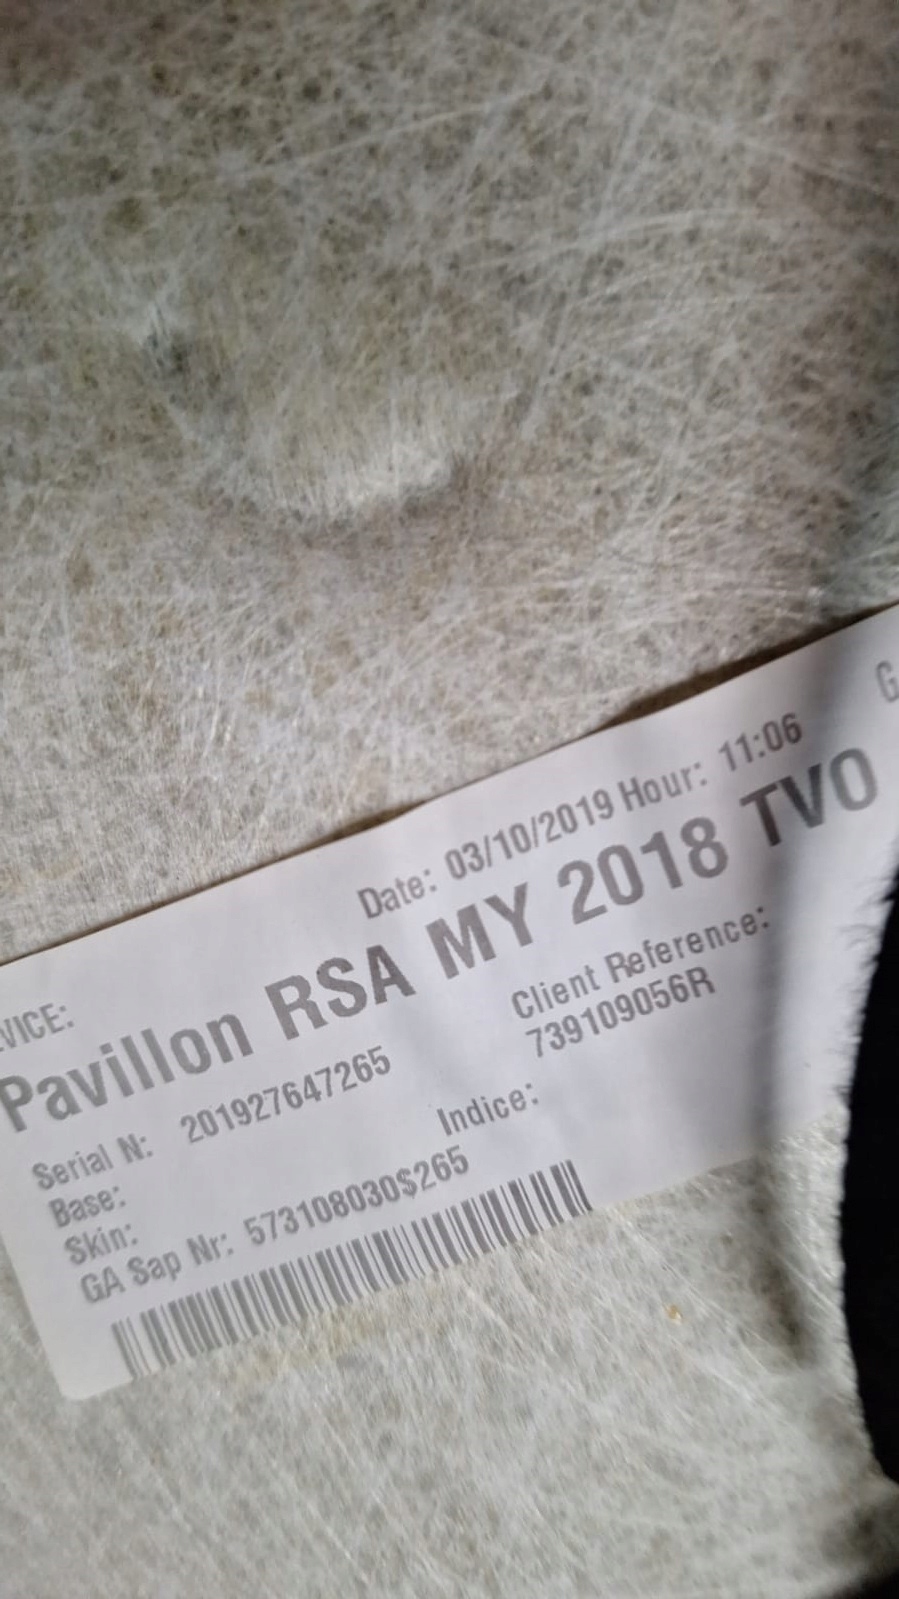 Date: 03/10/2019 Hour: 11:06
VICE:
Pavillon RSA MY 2018 TVO
Serial N: 201927647265
Client Reference:
739109056R
Base:
Indice:
Skin:
GA Sap Nr: 573108030$265